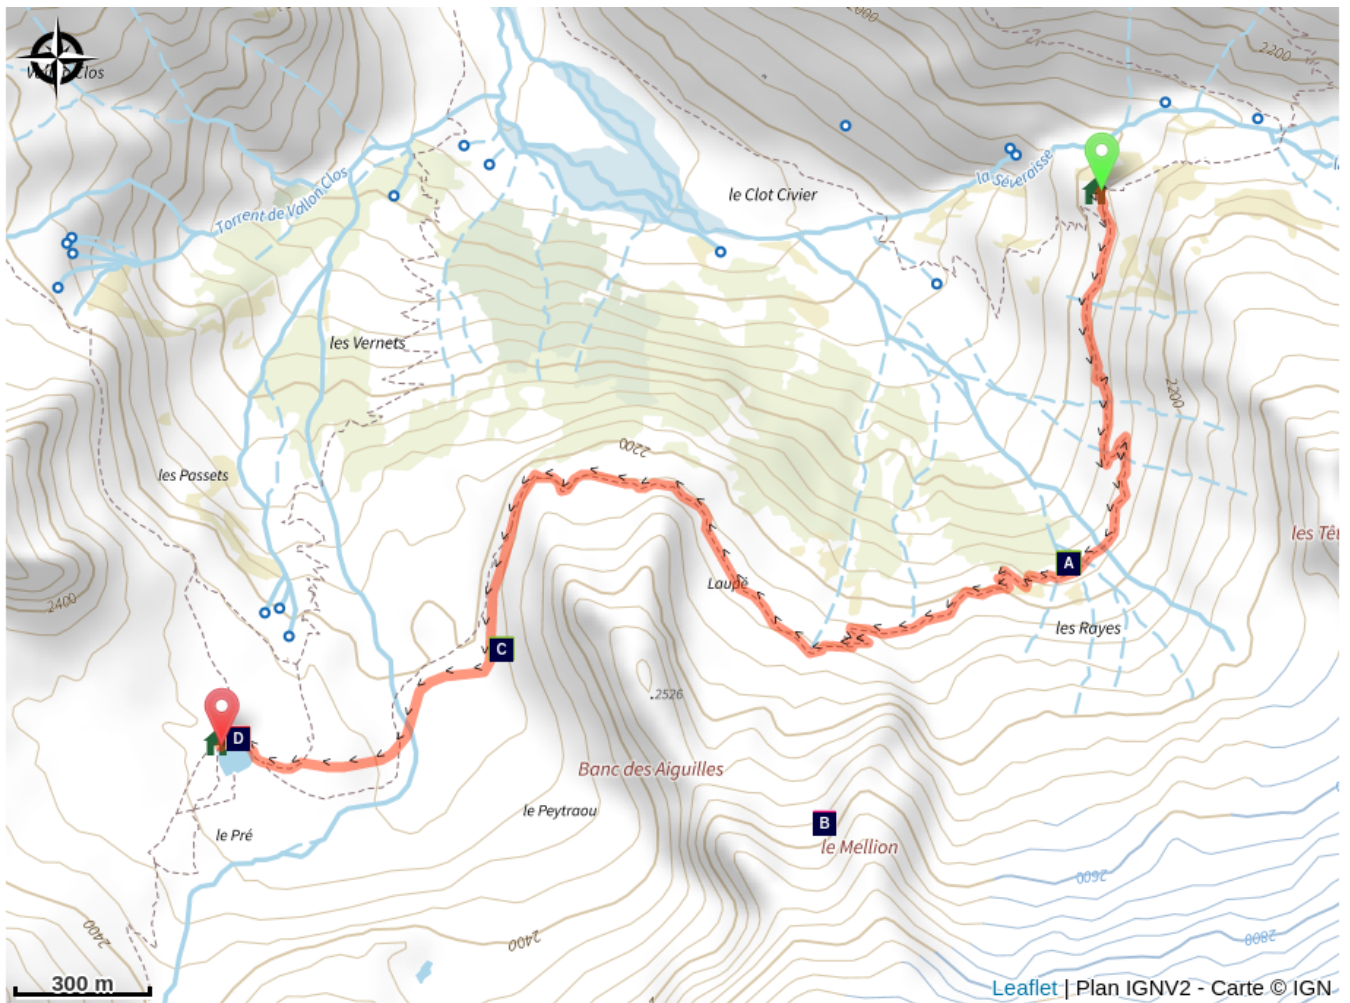 2000
2200
Vallon Clos
la Séveraisse
le Clot Civier
Torrent de Vallon Clos
les Vernets
2200
2200
les Passets
les Têt
A
Laupé
2400
les Rayes
C
2526
D
Banc des Aiguilles
le Peytraou
B
le Pré
le Mellion
2600
2400
2400
2800
300 m
Leaflet | Plan IGNV2 - Carte © IGN